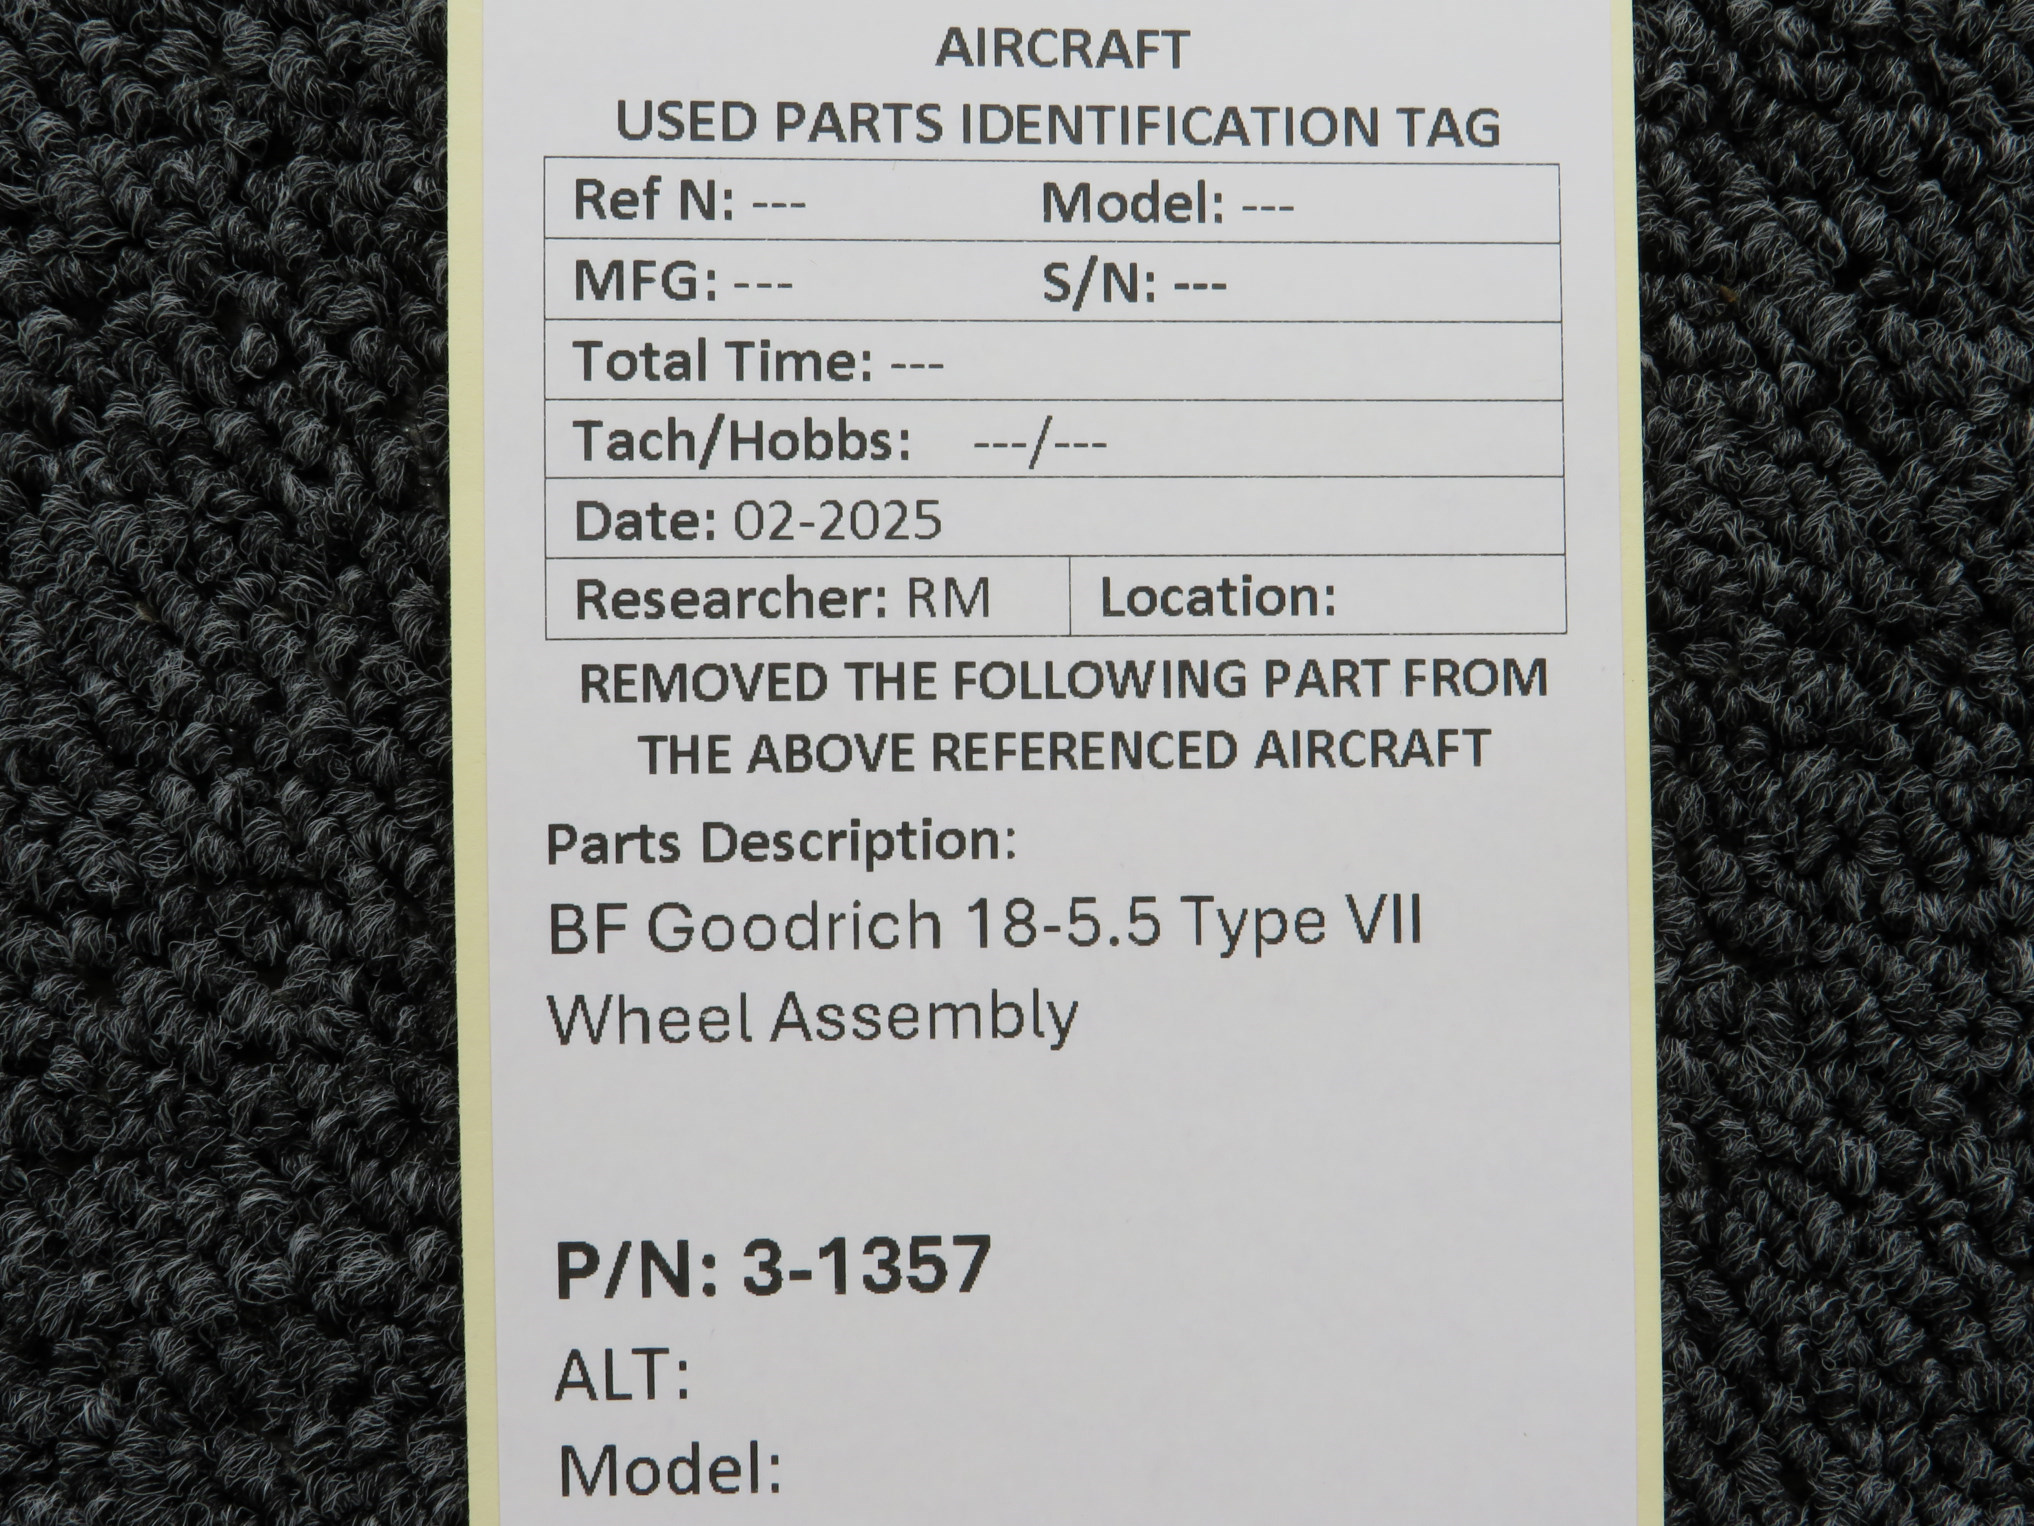 AIRCRAFT
USED PARTS IDENTIFICATION TAG
Ref N: --- Model: ---
MFG: --- S/N: ---
Total Time: ---
Tach/Hobbs: ---/---
Date: 02-2025
Researcher: RM Location:
REMOVED THE FOLLOWING PART FROM
THE ABOVE REFERENCED AIRCRAFT
Parts Description:
BF Goodrich 18-5.5 Type VII
Wheel Assembly
P/N: 3-1357
ALT:
Model: